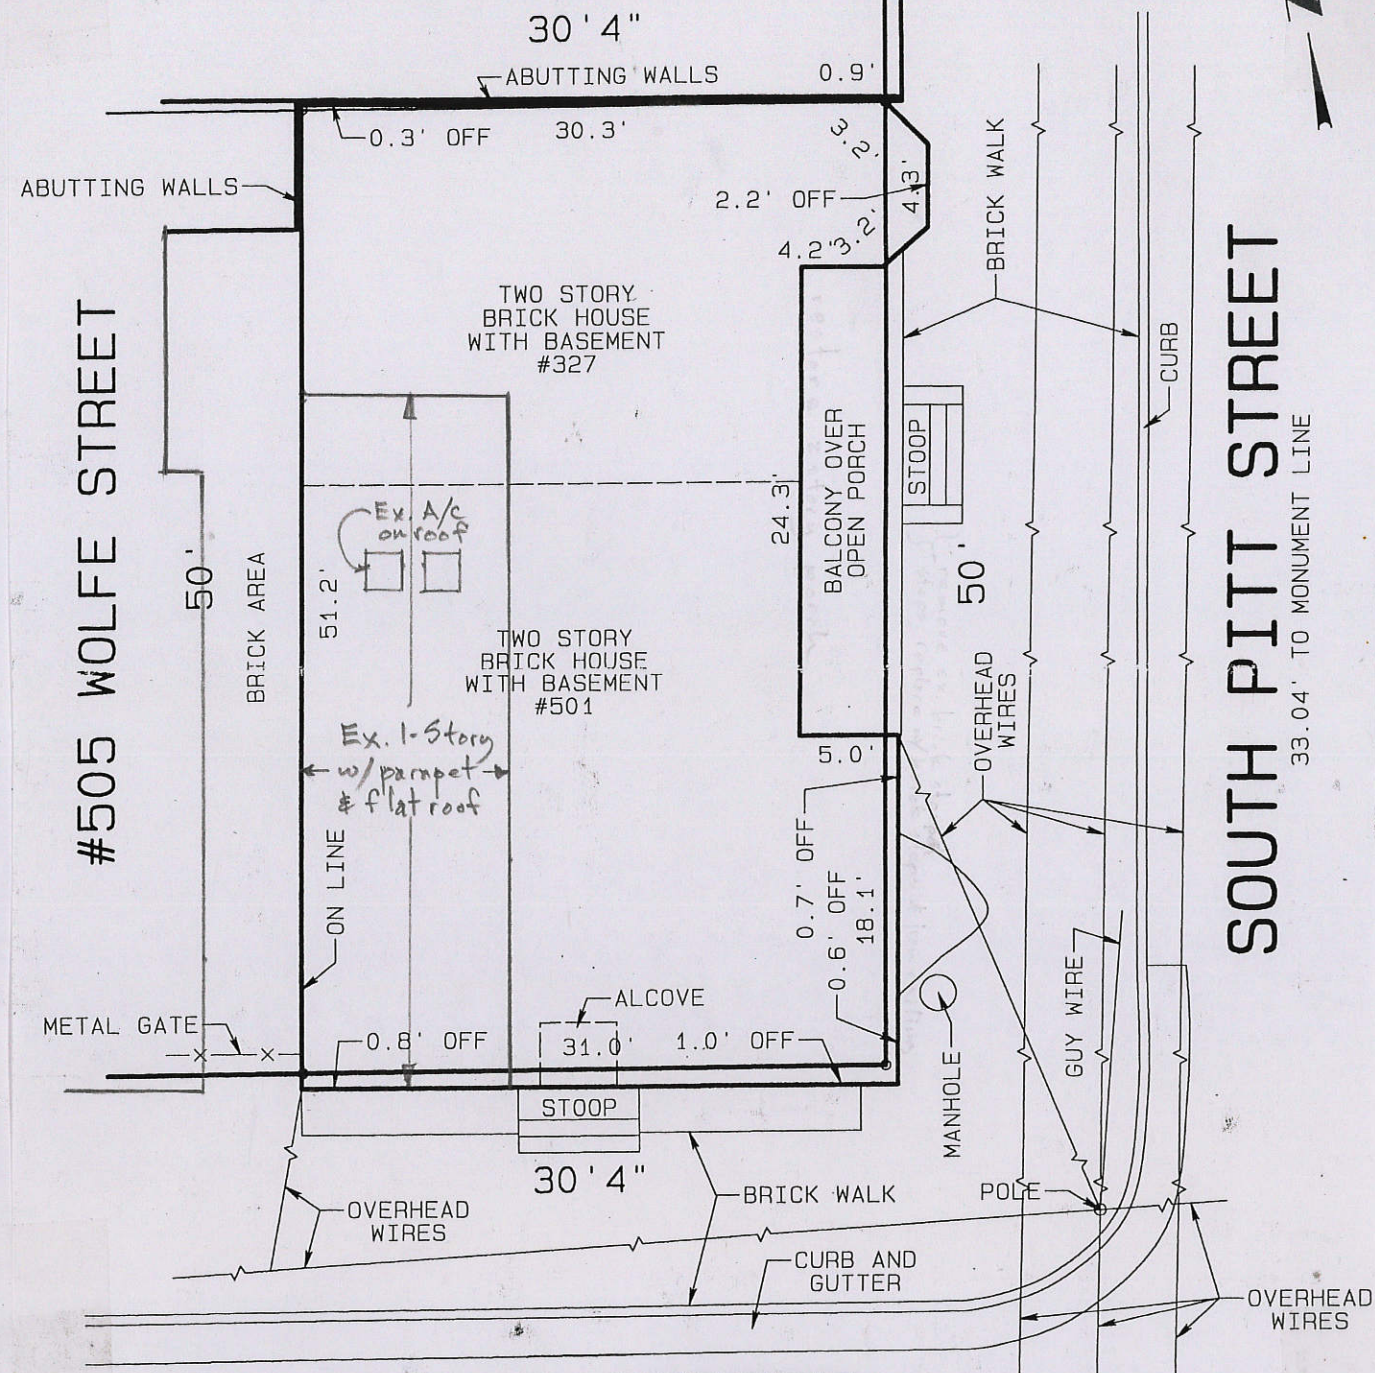 30'4"
ABUTTING WALLS
0.9'
0.3' OFF
30.3'
3.2'
ABUTTING WALLS
2.2' OFF
4.3'
3.2'
4.2'
BRICK WALK
TWO STORY
BRICK HOUSE
WITH BASEMENT
#327
CURB
STOOP
BALCONY OVER
OPEN PORCH
24.3'
#505 WOLFE STREET
SOUTH PITT STREET
33.04' TO MONUMENT LINE
Ex. A/C
on roof
50'
BRICK AREA
51.2'
50'
TWO STORY
BRICK HOUSE
WITH BASEMENT
#501
OVERHEAD
WIRES
Ex. 1-Story
w/ parapet
& flat roof
5.0'
0.7' OFF
0.6' OFF
18.1'
ON LINE
GUY WIRE
METAL GATE
ALCOVE
0.8' OFF
31.0'
1.0' OFF
MANHOLE
STOOP
30'4"
BRICK WALK
POLE
OVERHEAD
WIRES
CURB AND
GUTTER
OVERHEAD
WIRES